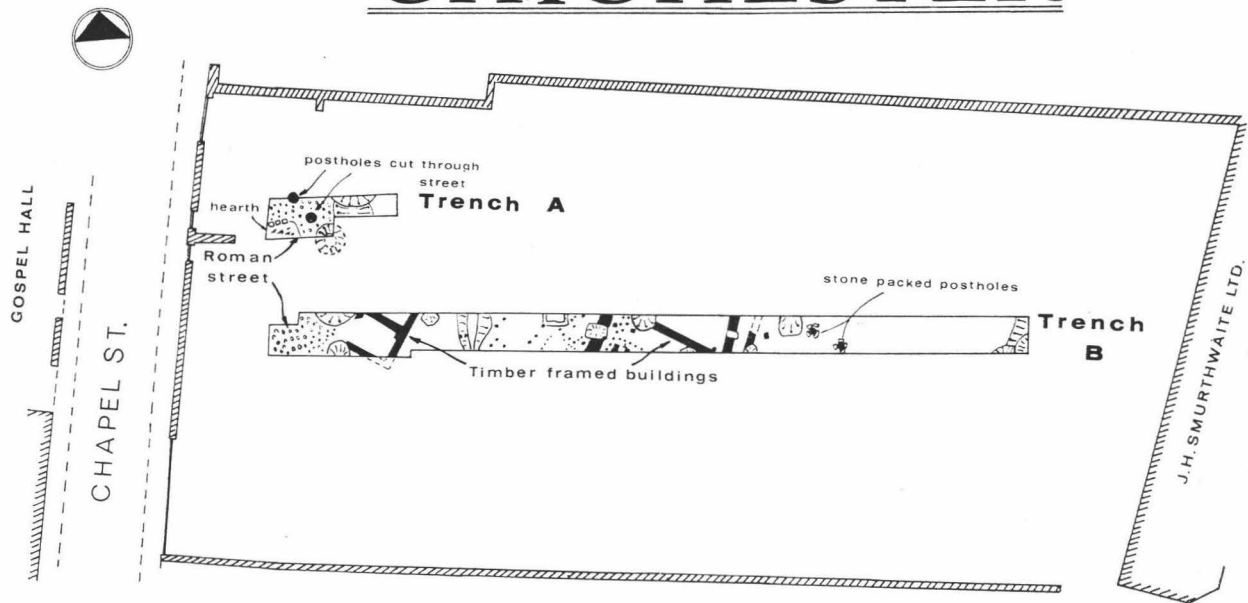 postholes cut through
street
Trench A
hearth
Roman
street
stone packed postholes
Trench
B
Timber framed buildings
GOSPEL HALL
CHAPEL ST.
J.H. SMURTHWAITE LTD.